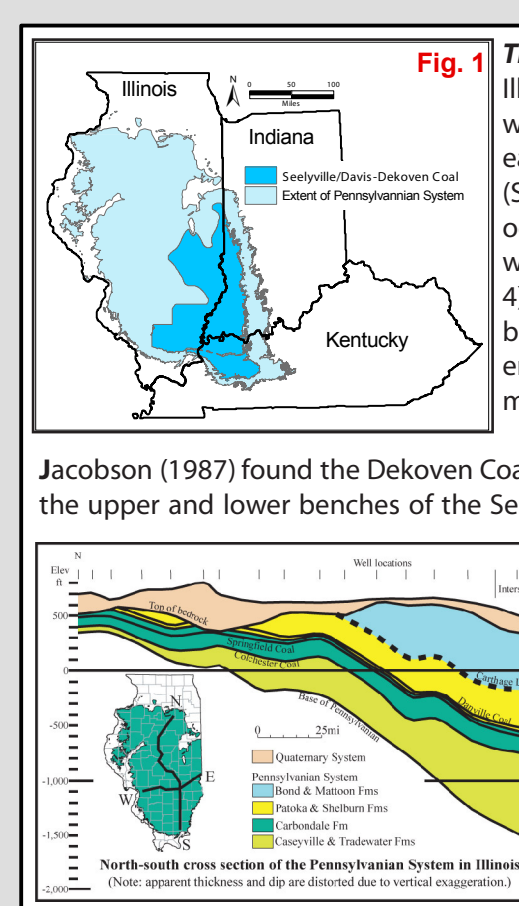 Fig. 1
Illinois
N
0 50 100
Miles
Indiana
Seelyville/Davis-Dekoven Coal
Extent of Pennsylvannian System
Kentucky
Jacobson (1987) found the Dekoven Coa
the upper and lower benches of the Se
N
Elev
ft
Well locations
Inters
500
Top of bedrock
Springfield Coal
Colchester Coal
Carthage L
0
Base of Pennsylvanian
Danville Coal
-500
-1,000
-1,500
-2,000
N
W
E
S
0 25mi
Quaternary System
Pennsylvanian System
Bond & Mattoon Fms
Patoka & Shelburn Fms
Carbondale Fm
Caseyville & Tradewater Fms
North-south cross section of the Pennsylvanian System in Illinois
(Note: apparent thickness and dip are distorted due to vertical exaggeration.)